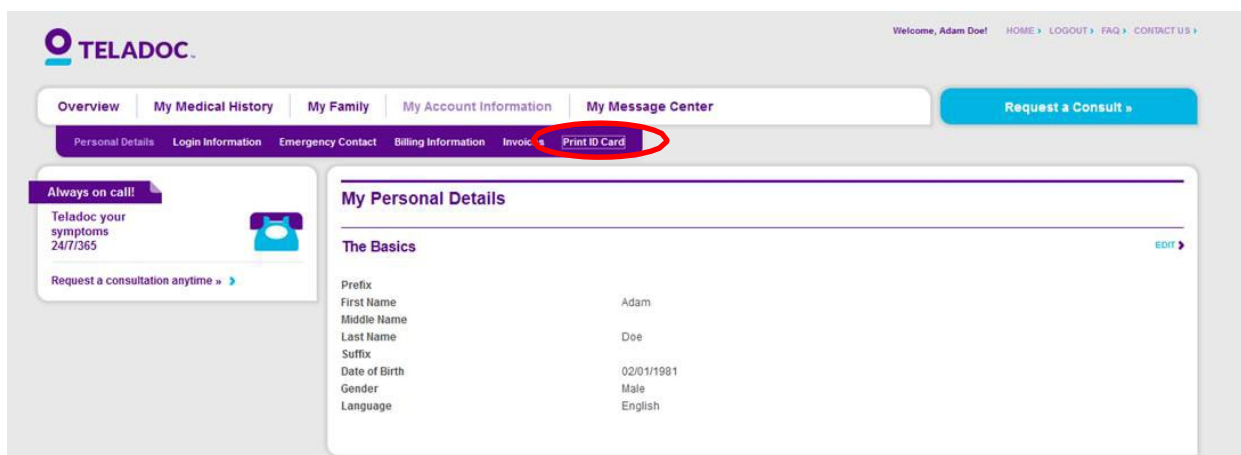 TELADOC™
Welcome, Adam Doe! HOME › LOGOUT › FAQ › CONTACT US ›
Overview My Medical History My Family My Account Information My Message Center Request a Consult »
Personal Details Login Information Emergency Contact Billing Information Print ID Card
Always on call!
Teladoc your
symptoms
24/7/365
Request a consultation anytime » ›
My Personal Details
The Basics EDIT ›
Prefix
First Name Adam
Middle Name
Last Name Doe
Suffix
Date of Birth 02/01/1981
Gender Male
Language English